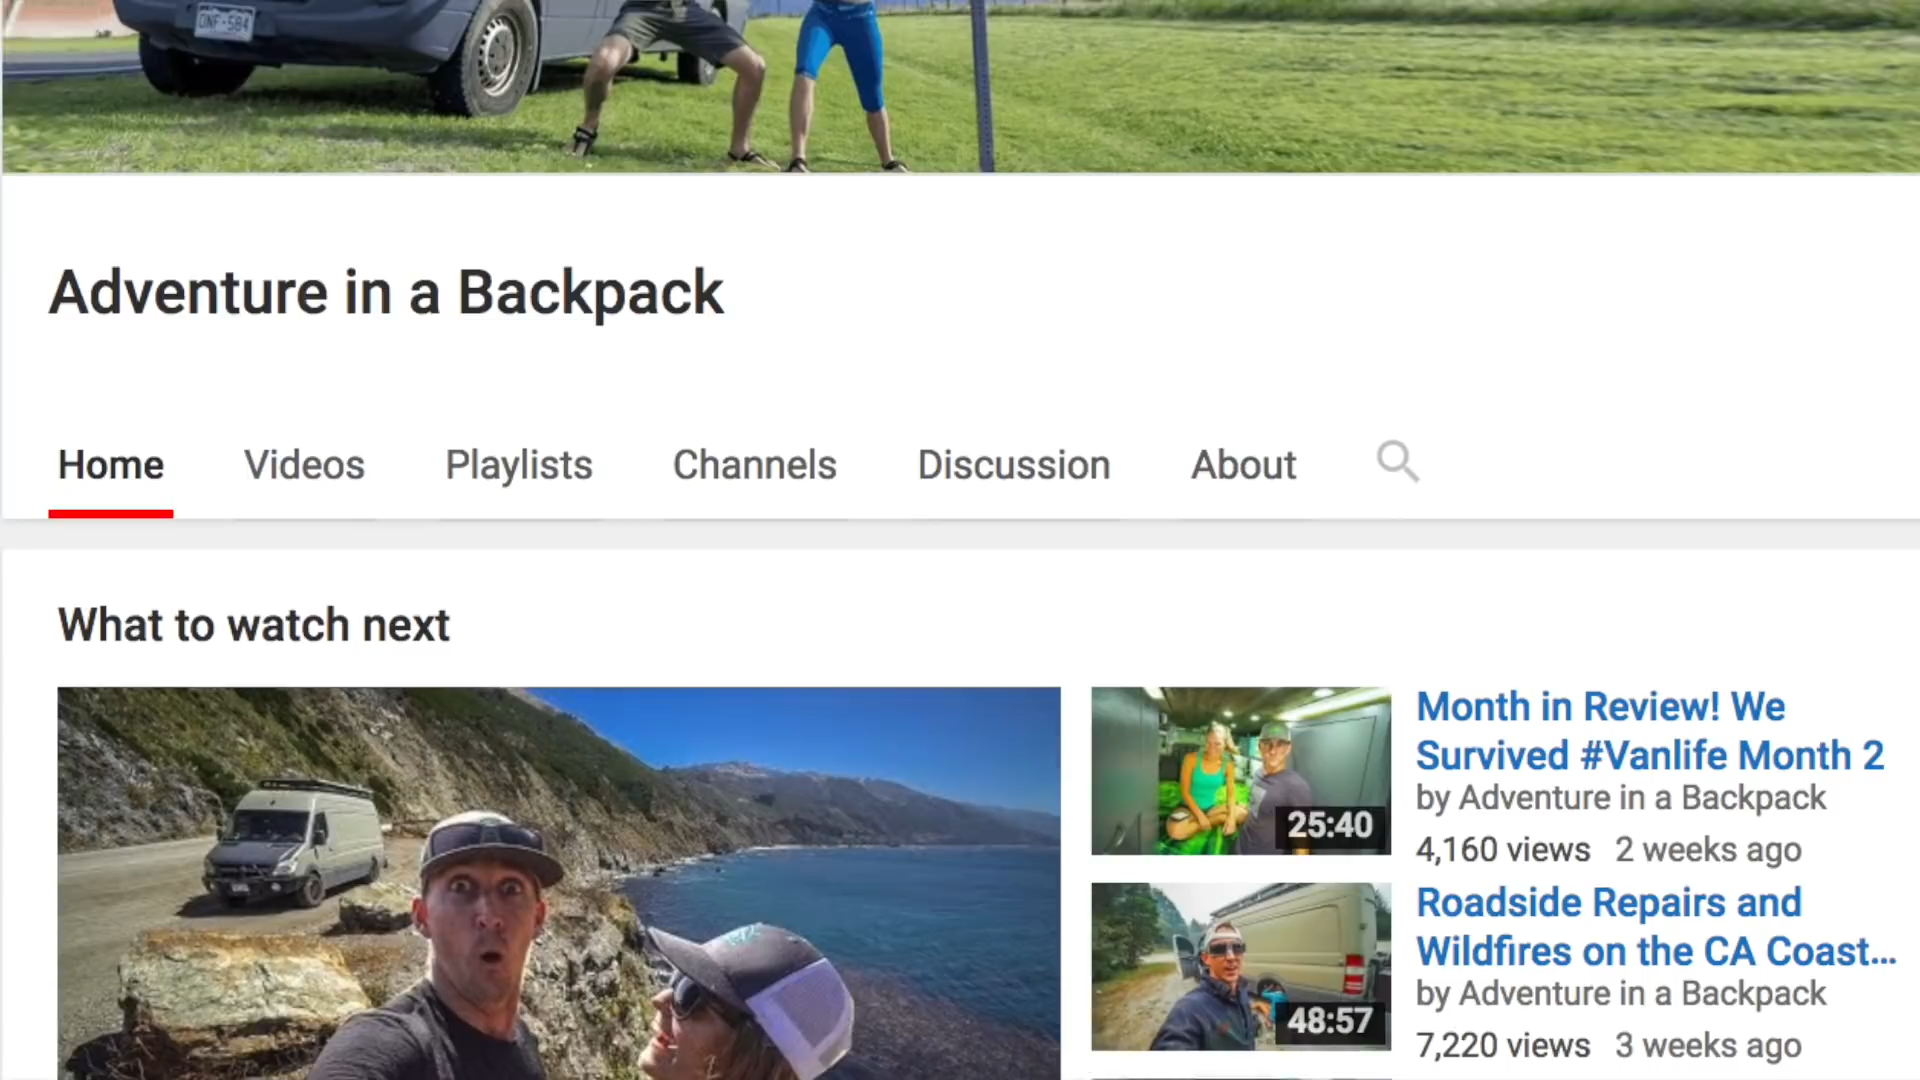 ONF-584
Adventure in a Backpack
Home Videos Playlists Channels Discussion About
What to watch next
25:40
Month in Review! We
Survived #Vanlife Month 2
by Adventure in a Backpack
4,160 views 2 weeks ago
48:57
Roadside Repairs and
Wildfires on the CA Coast...
by Adventure in a Backpack
7,220 views 3 weeks ago